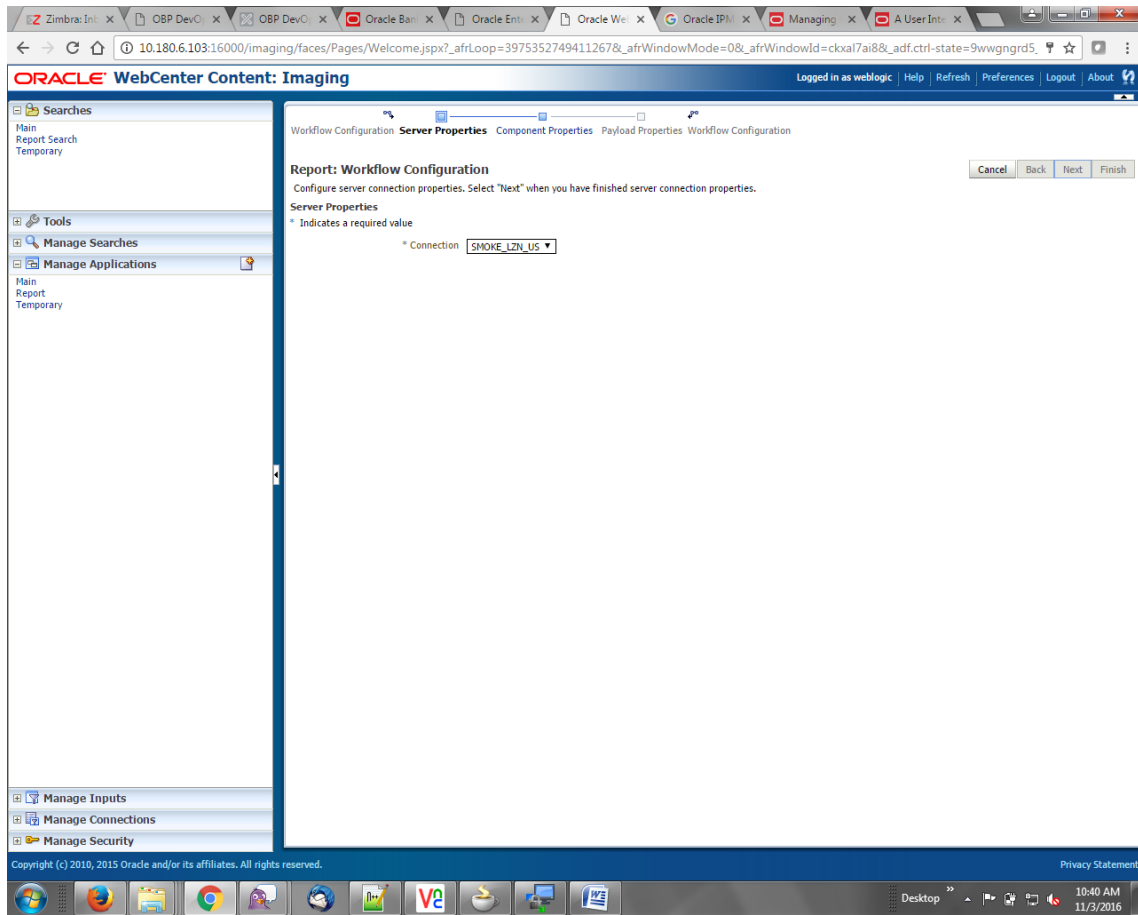 Zimbra: In
OBP DevO
OBP DevO
Oracle Ban
Oracle Ente
Oracle We
Oracle IPM
Managing
A User Inte
10.180.6.103:16000/imaging/faces/Pages/Welcome.jspx?_afrLoop=3975352749411267&_afrWindowMode=0&_afrWindowId=ckxal7ai8&_adf.ctrl-state=9wwgngrd5_
ORACLE WebCenter Content: Imaging
Logged in as weblogic | Help | Refresh | Preferences | Logout | About
Searches
Main
Report Search
Temporary
Tools
Manage Searches
Manage Applications
Main
Report
Temporary
Workflow Configuration Server Properties Component Properties Payload Properties Workflow Configuration
Report: Workflow Configuration
Cancel Back Next Finish
Configure server connection properties. Select "Next" when you have finished server connection properties.
Server Properties
* Indicates a required value
* Connection SMOKE_LZN_US
Manage Inputs
Manage Connections
Manage Security
Copyright (c) 2010, 2015 Oracle and/or its affiliates. All rights reserved.
Privacy Statement
Desktop
10:40 AM
11/3/2016